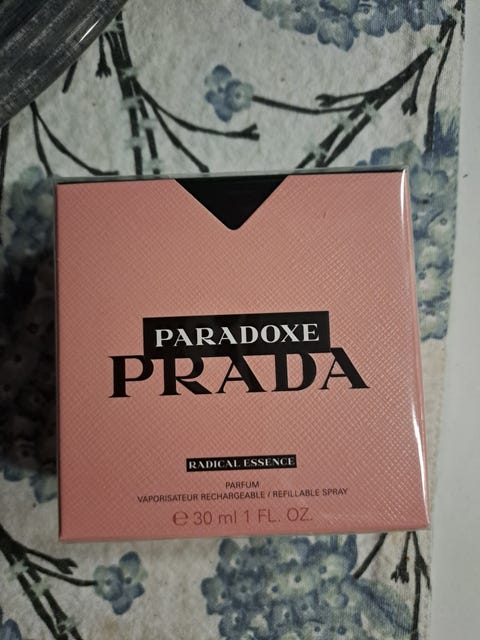 PARADOXE
PRADA
RADICAL ESSENCE
PARFUM
VAPORISATEUR RECHARGEABLE / REFILLABLE SPRAY
℮ 30 ml 1 FL. OZ.